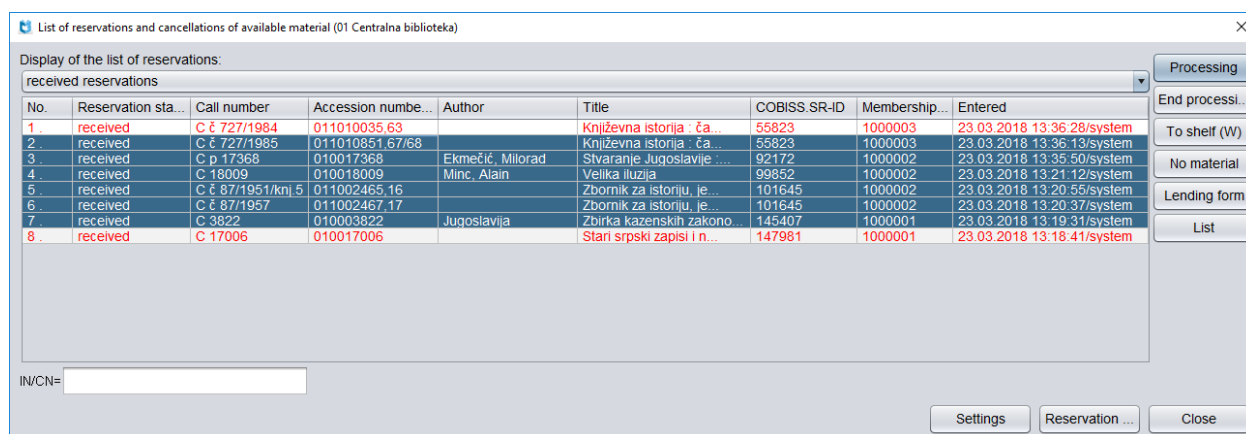 List of reservations and cancellations of available material (01 Centralna biblioteka)
Display of the list of reservations:
received reservations
No. Reservation sta... Call number Accession numbe... Author Title COBISS.SR-ID Membership... Entered
1 . received C č 727/1984 011010035,63 Književna istorija : ča... 55823 1000003 23.03.2018 13:36:28/system
2 . received C č 727/1985 011010851,67/68 Književna istorija : ča... 55823 1000003 23.03.2018 13:36:13/system
3 . received C p 17368 010017368 Ekmečić, Milorad Stvaranje Jugoslavije :... 92172 1000002 23.03.2018 13:35:50/system
4 . received C 18009 010018009 Minc, Alain Velika iluzija 99852 1000002 23.03.2018 13:21:12/system
5 . received C č 87/1951/knj.5 011002465,16 Zbornik za istoriju, je... 101645 1000002 23.03.2018 13:20:55/system
6 . received C č 87/1957 011002467,17 Zbornik za istoriju, je... 101645 1000002 23.03.2018 13:20:37/system
7 . received C 3822 010003822 Jugoslavija Zbirka kazenskih zakono... 145407 1000001 23.03.2018 13:19:31/system
8 . received C 17006 010017006 Stari srpski zapisi i n... 147981 1000001 23.03.2018 13:18:41/system
Processing
End processi...
To shelf (W)
No material
Lending form
List
IN/CN=
Settings Reservation ... Close